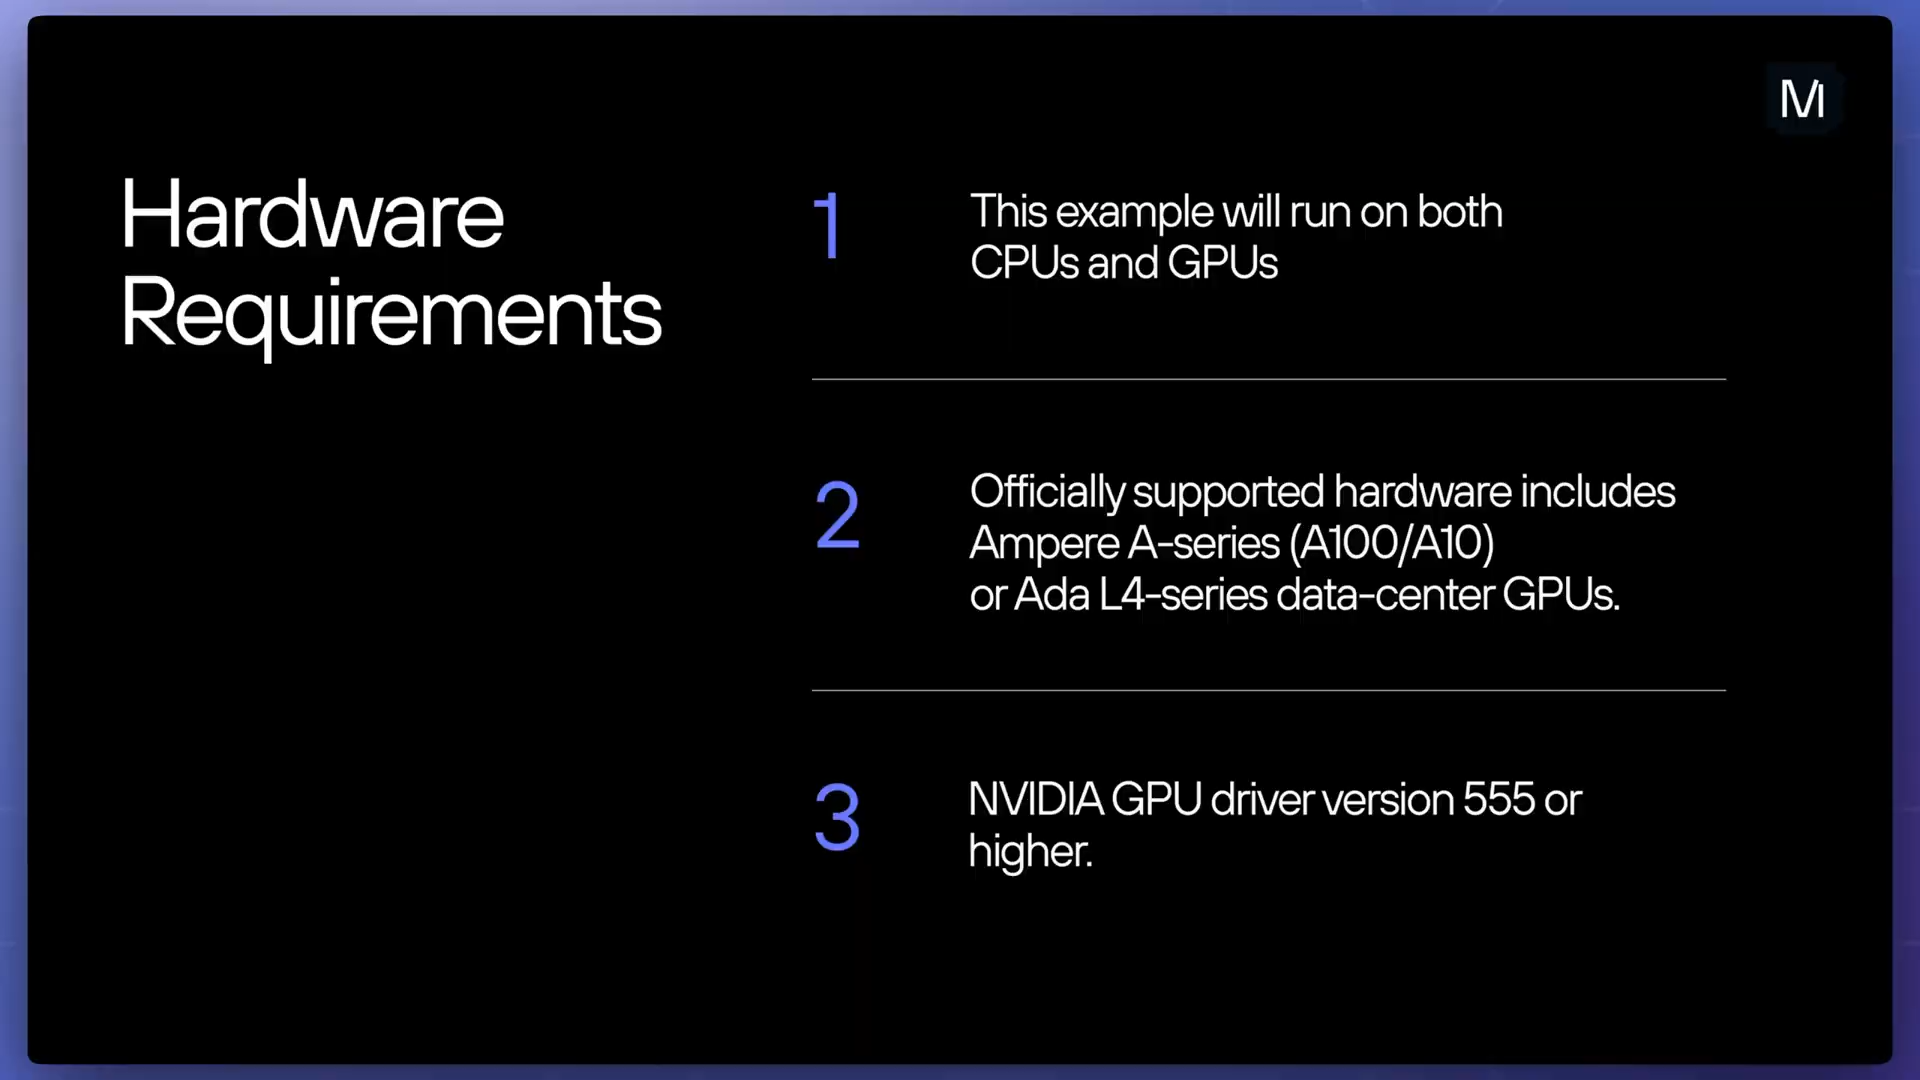 M
Hardware
Requirements
1
This example will run on both
CPUs and GPUs
2
Officially supported hardware includes
Ampere A-series (A100/A10)
or Ada L4-series data-center GPUs.
3
NVIDIA GPU driver version 555 or
higher.